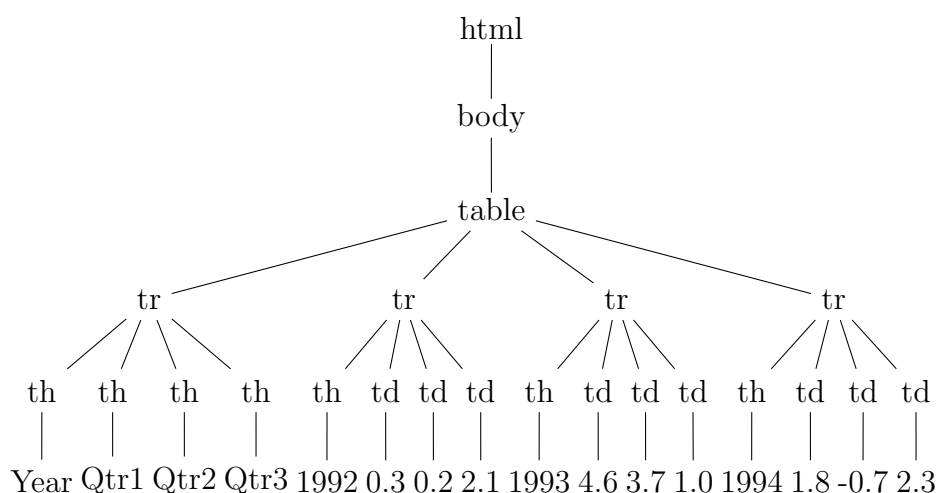 html
body
table
tr tr tr tr
th th th th th td td td th td td td th td td td
Year Qtr1 Qtr2 Qtr3 1992 0.3 0.2 2.1 1993 4.6 3.7 1.0 1994 1.8 -0.7 2.3